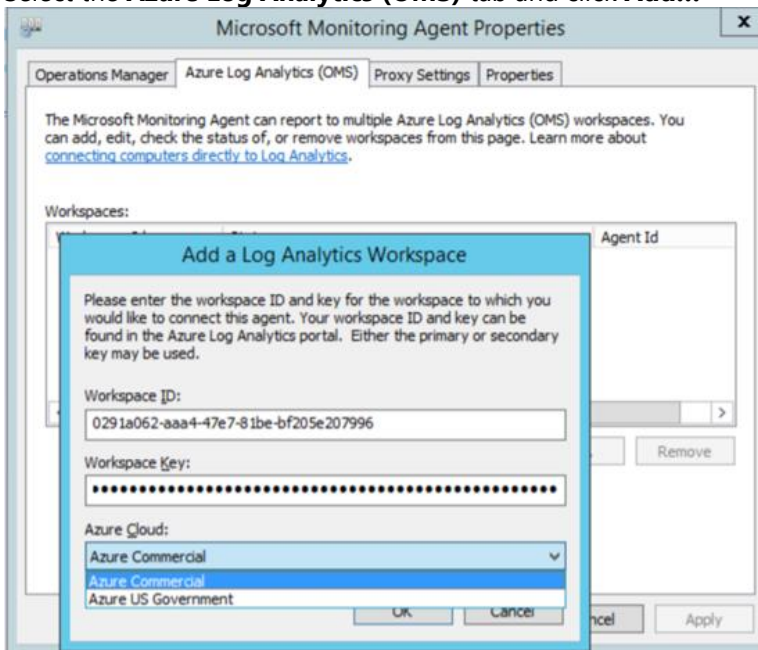 Select the Azure Log Analytics (OMS) tab and click Add...
Microsoft Monitoring Agent Properties
x
Operations Manager Azure Log Analytics (OMS) Proxy Settings Properties
The Microsoft Monitoring Agent can report to multiple Azure Log Analytics (OMS) workspaces. You
can add, edit, check the status of, or remove workspaces from this page. Learn more about
connecting computers directly to Log Analytics.
Workspaces:
Agent Id
Add a Log Analytics Workspace
Please enter the workspace ID and key for the workspace to which you
would like to connect this agent. Your workspace ID and key can be
found in the Azure Log Analytics portal. Either the primary or secondary
key may be used.
Workspace ID:
0291a062-aaa4-47e7-81be-bf205e207996
Remove
Workspace Key:
Azure Cloud:
Azure Commercial
Azure Commercial
Azure US Government
OK Cancel
Apply